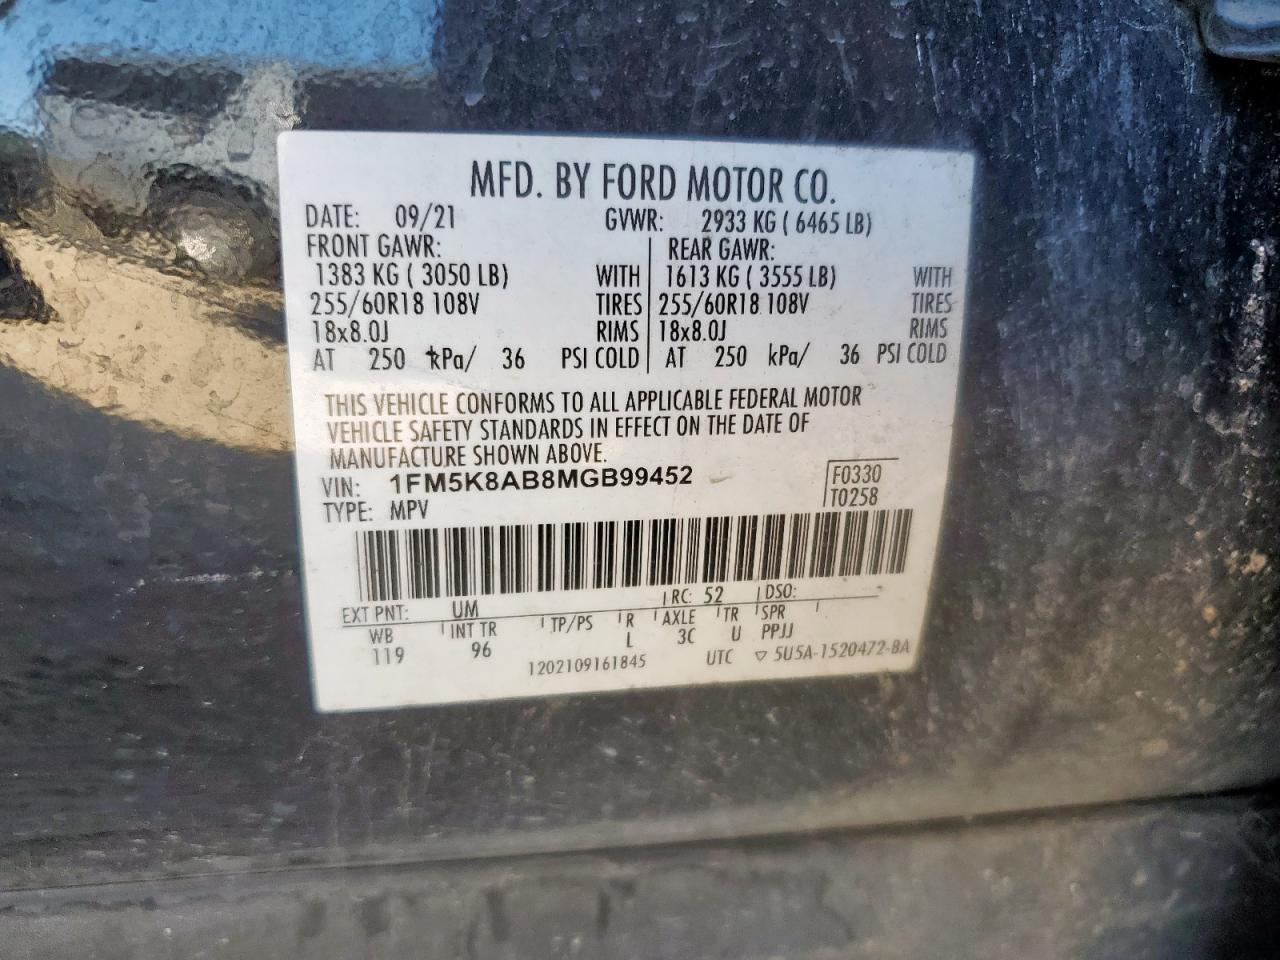 MFD. BY FORD MOTOR CO.
DATE: 09/21 GVWR: 2933 KG ( 6465 LB)
FRONT GAWR: REAR GAWR:
1383 KG ( 3050 LB) WITH 1613 KG ( 3555 LB) WITH
255/60R18 108V TIRES 255/60R18 108V TIRES
18x8.0J RIMS 18x8.0J RIMS
AT 250 kPa/ 36 PSI COLD AT 250 kPa/ 36 PSI COLD
THIS VEHICLE CONFORMS TO ALL APPLICABLE FEDERAL MOTOR
VEHICLE SAFETY STANDARDS IN EFFECT ON THE DATE OF
MANUFACTURE SHOWN ABOVE.
VIN: 1FM5K8AB8MGB99452 F0330
TYPE: MPV T0258
EXT PNT: UM RC: 52 DSO:
WB INT TR TP/PS R AXLE TR SPR
119 96 L 3C U PPJJ
1202109161845 UTC ▽ 5U5A-1520472-BA